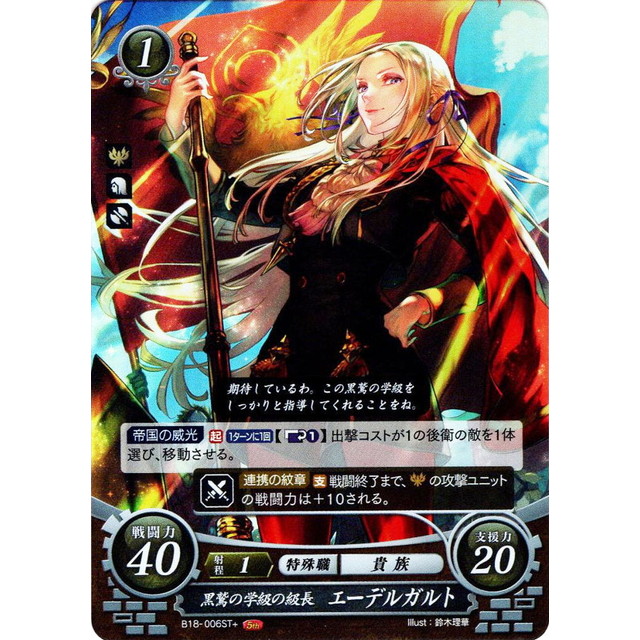 1
期待しているわ。この黒鷲の学級を
しっかりと指導してくれることをね。
帝国の威光 起 1ターンに1回 【 1 】 出撃コストが1の後衛の敵を1体
選び、移動させる。
連携の紋章 支 戦闘終了まで、の攻撃ユニット
の戦闘力は+10される。
戦闘力 40 射程 1 特殊職 貴族 支援力 20
黒鷲の学級の級長 エーデルガルト
B18-006ST+ 5th Illust:鈴木理華